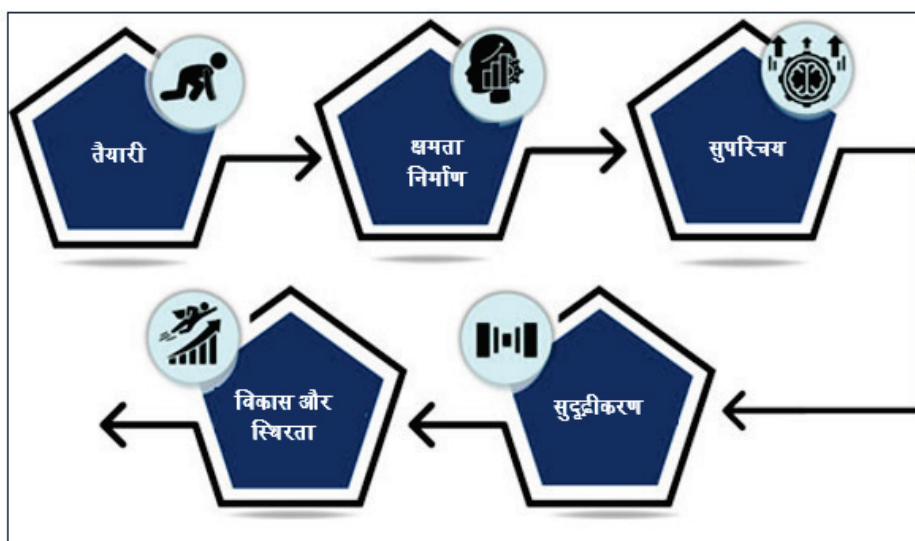 तैयारी
क्षमता
निर्माण
सुपरिचय
सुदृढ़ीकरण
विकास और
स्थिरता